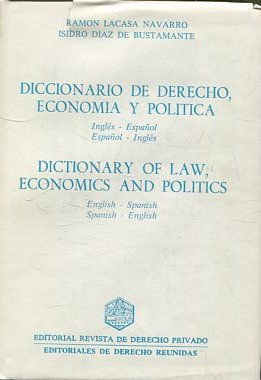 RAMON LACASA NAVARRO
ISIDRO DIAZ DE BUSTAMANTE
DICCIONARIO DE DERECHO,
ECONOMIA Y POLITICA
Inglés - Español
Español - Inglés
DICTIONARY OF LAW,
ECONOMICS AND POLITICS
English - Spanish
Spanish - English
EDITORIAL REVISTA DE DERECHO PRIVADO
EDITORIALES DE DERECHO REUNIDAS